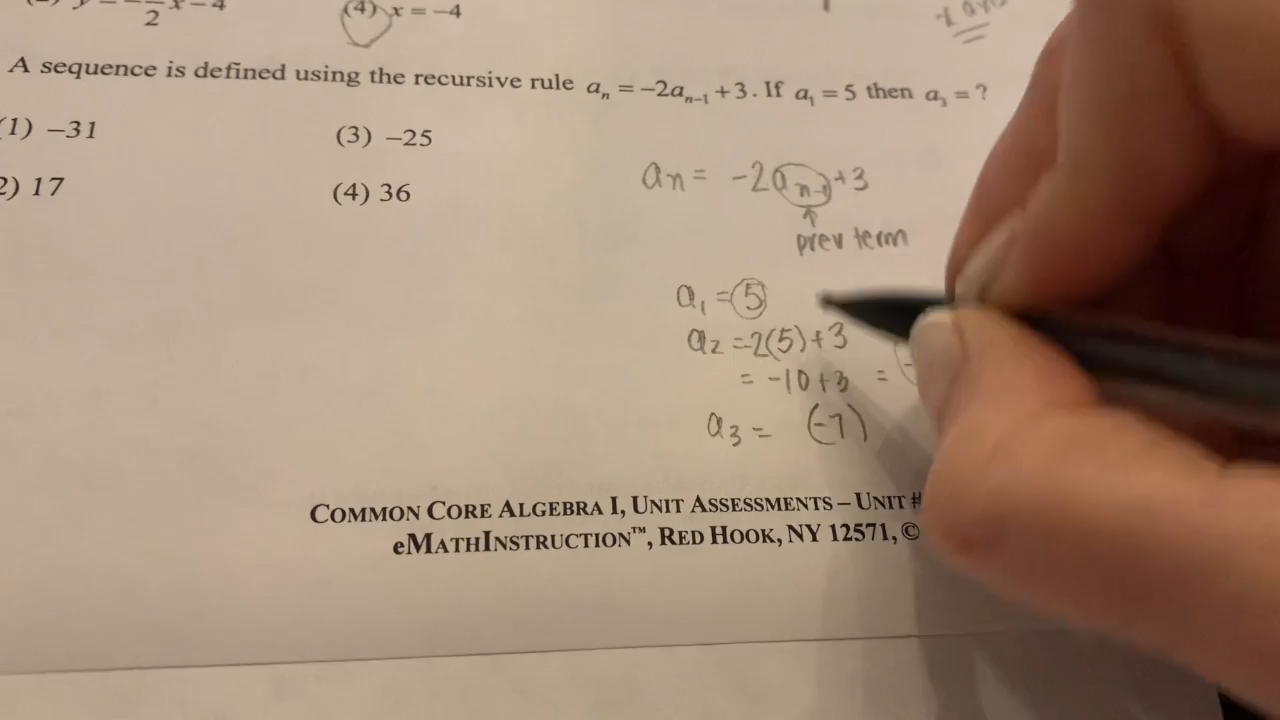 x − 4
2
(4) x = −4
A sequence is defined using the recursive rule aₙ = −2aₙ₋₁ + 3. If a₁ = 5 then a₃ = ?
(1) −31
(3) −25
2) 17
(4) 36
an = -2an-1 +3
prev term
a1 = 5
a2 = -2(5)+3
= -10+3 =
a3 = (-7)
COMMON CORE ALGEBRA I, UNIT ASSESSMENTS – UNIT #
eMATHINSTRUCTION™, RED HOOK, NY 12571, ©